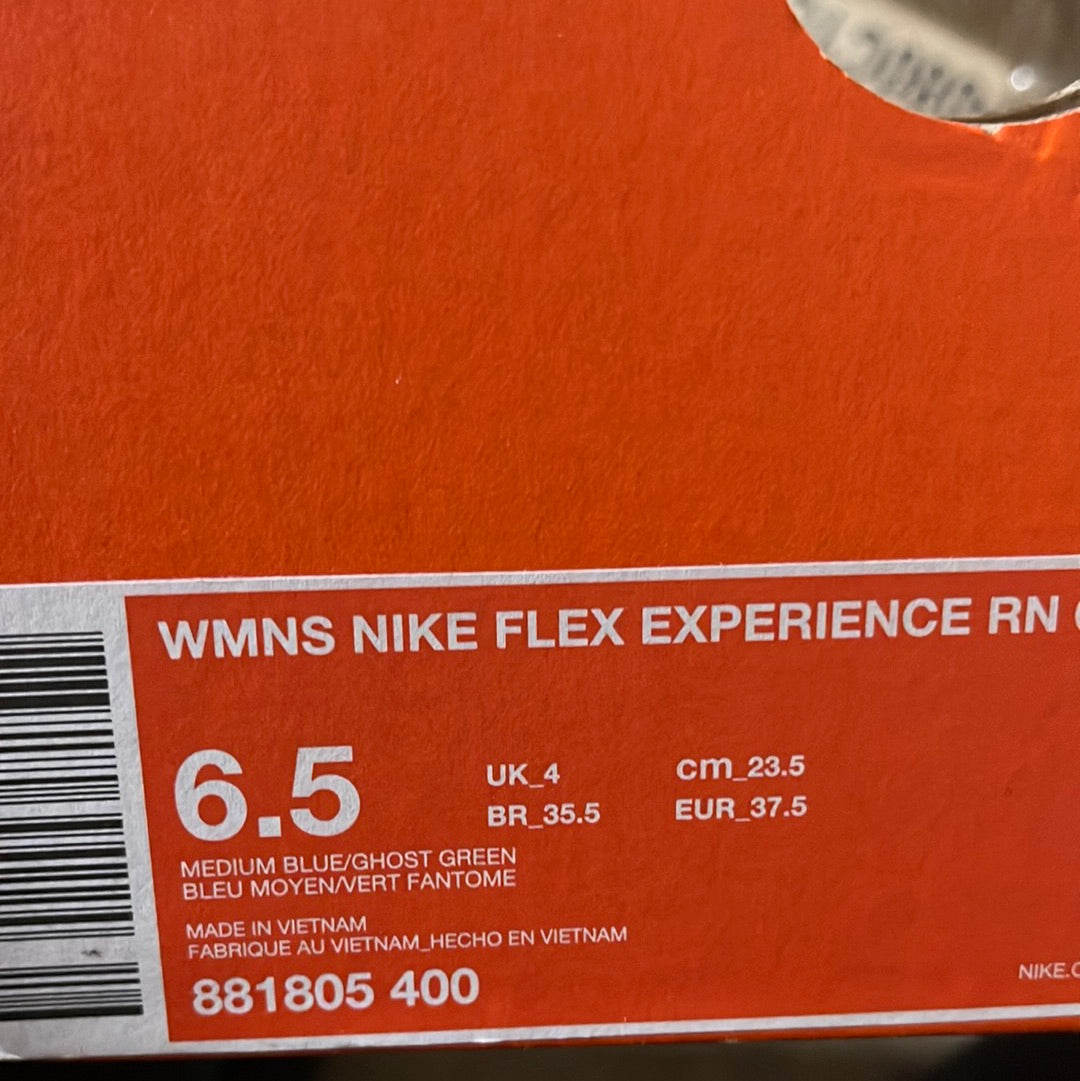 WMNS NIKE FLEX EXPERIENCE RN
6.5
UK_4 cm_23.5
BR_35.5 EUR_37.5
MEDIUM BLUE/GHOST GREEN
BLEU MOYEN/VERT FANTOME
MADE IN VIETNAM
FABRIQUE AU VIETNAM_HECHO EN VIETNAM
881805 400
NIKE.C